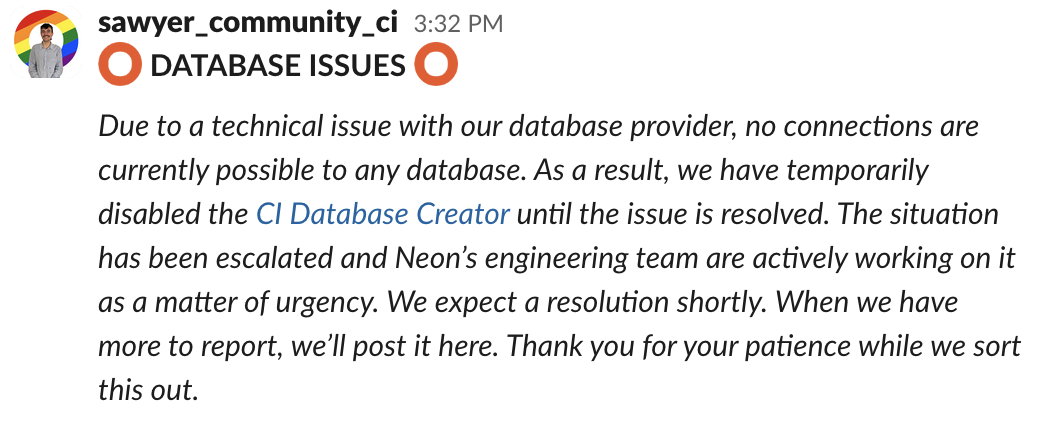 sawyer_community_ci 3:32 PM
⭕ DATABASE ISSUES ⭕
Due to a technical issue with our database provider, no connections are
currently possible to any database. As a result, we have temporarily
disabled the CI Database Creator until the issue is resolved. The situation
has been escalated and Neon’s engineering team are actively working on it
as a matter of urgency. We expect a resolution shortly. When we have
more to report, we’ll post it here. Thank you for your patience while we sort
this out.